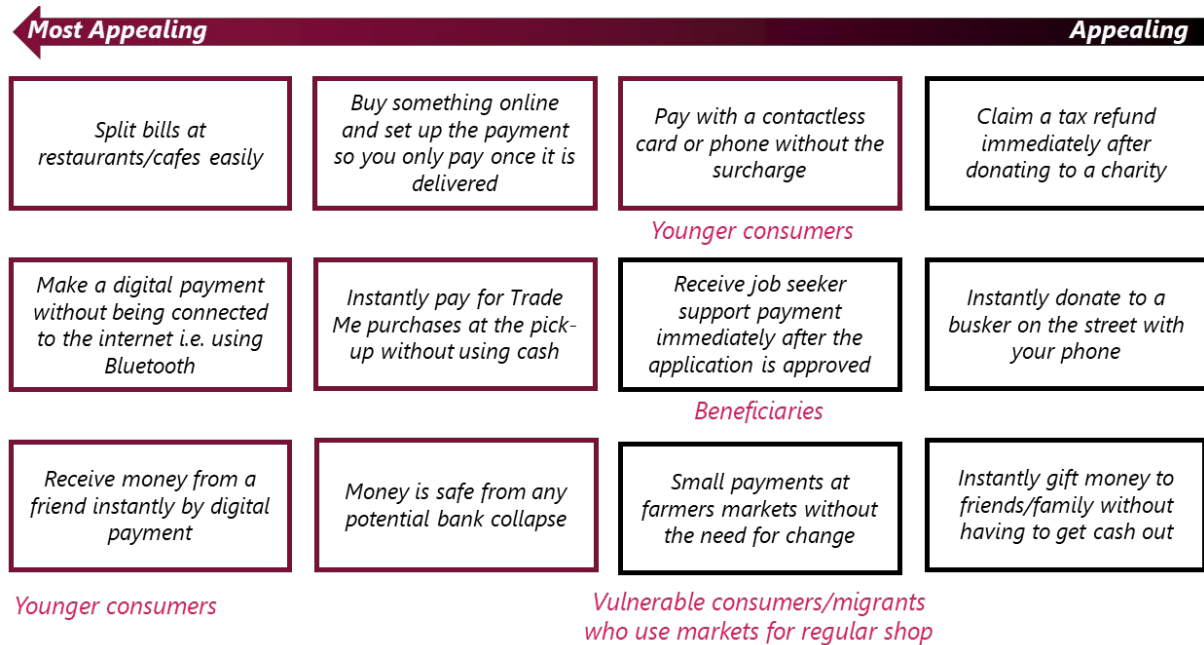 Most Appealing
Appealing
Split bills at
restaurants/cafes easily
Buy something online
and set up the payment
so you only pay once it is
delivered
Pay with a contactless
card or phone without the
surcharge
Claim a tax refund
immediately after
donating to a charity
Younger consumers
Make a digital payment
without being connected
to the internet i.e. using
Bluetooth
Instantly pay for Trade
Me purchases at the pick-
up without using cash
Receive job seeker
support payment
immediately after the
application is approved
Instantly donate to a
busker on the street with
your phone
Beneficiaries
Receive money from a
friend instantly by digital
payment
Money is safe from any
potential bank collapse
Small payments at
farmers markets without
the need for change
Instantly gift money to
friends/family without
having to get cash out
Younger consumers
Vulnerable consumers/migrants
who use markets for regular shop